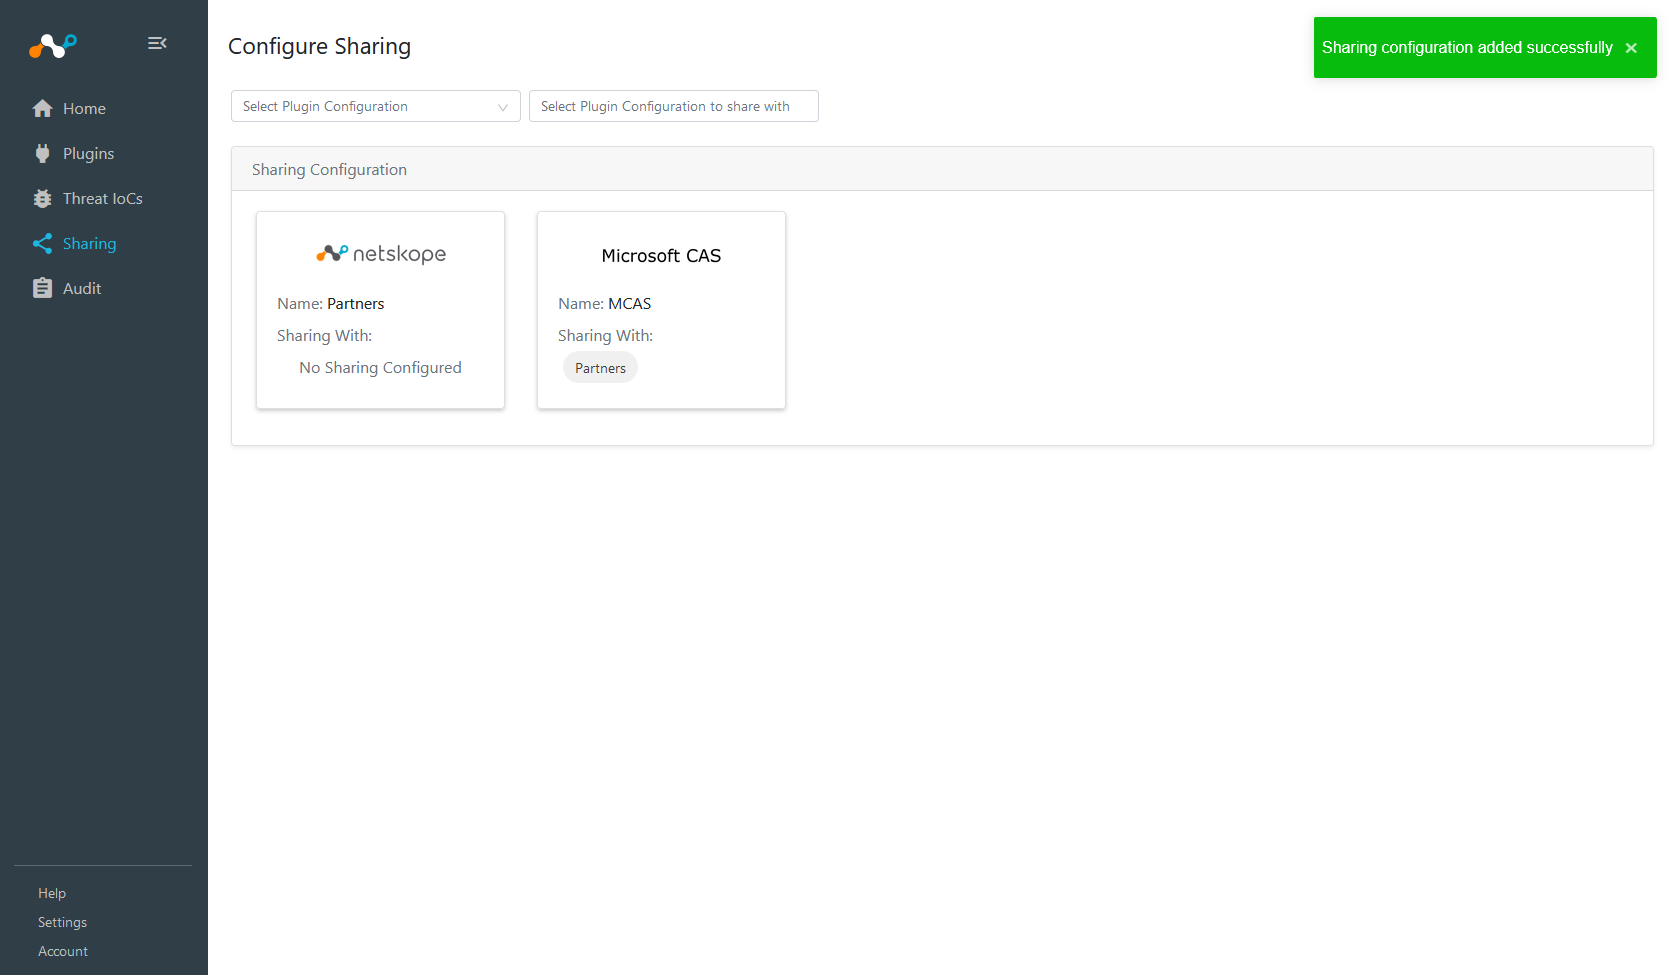 Home
Plugins
Threat IoCs
Sharing
Audit
Help
Settings
Account
Configure Sharing
Sharing configuration added successfully ×
Select Plugin Configuration
Select Plugin Configuration to share with
Sharing Configuration
netskope
Name: Partners
Sharing With:
No Sharing Configured
Microsoft CAS
Name: MCAS
Sharing With:
Partners